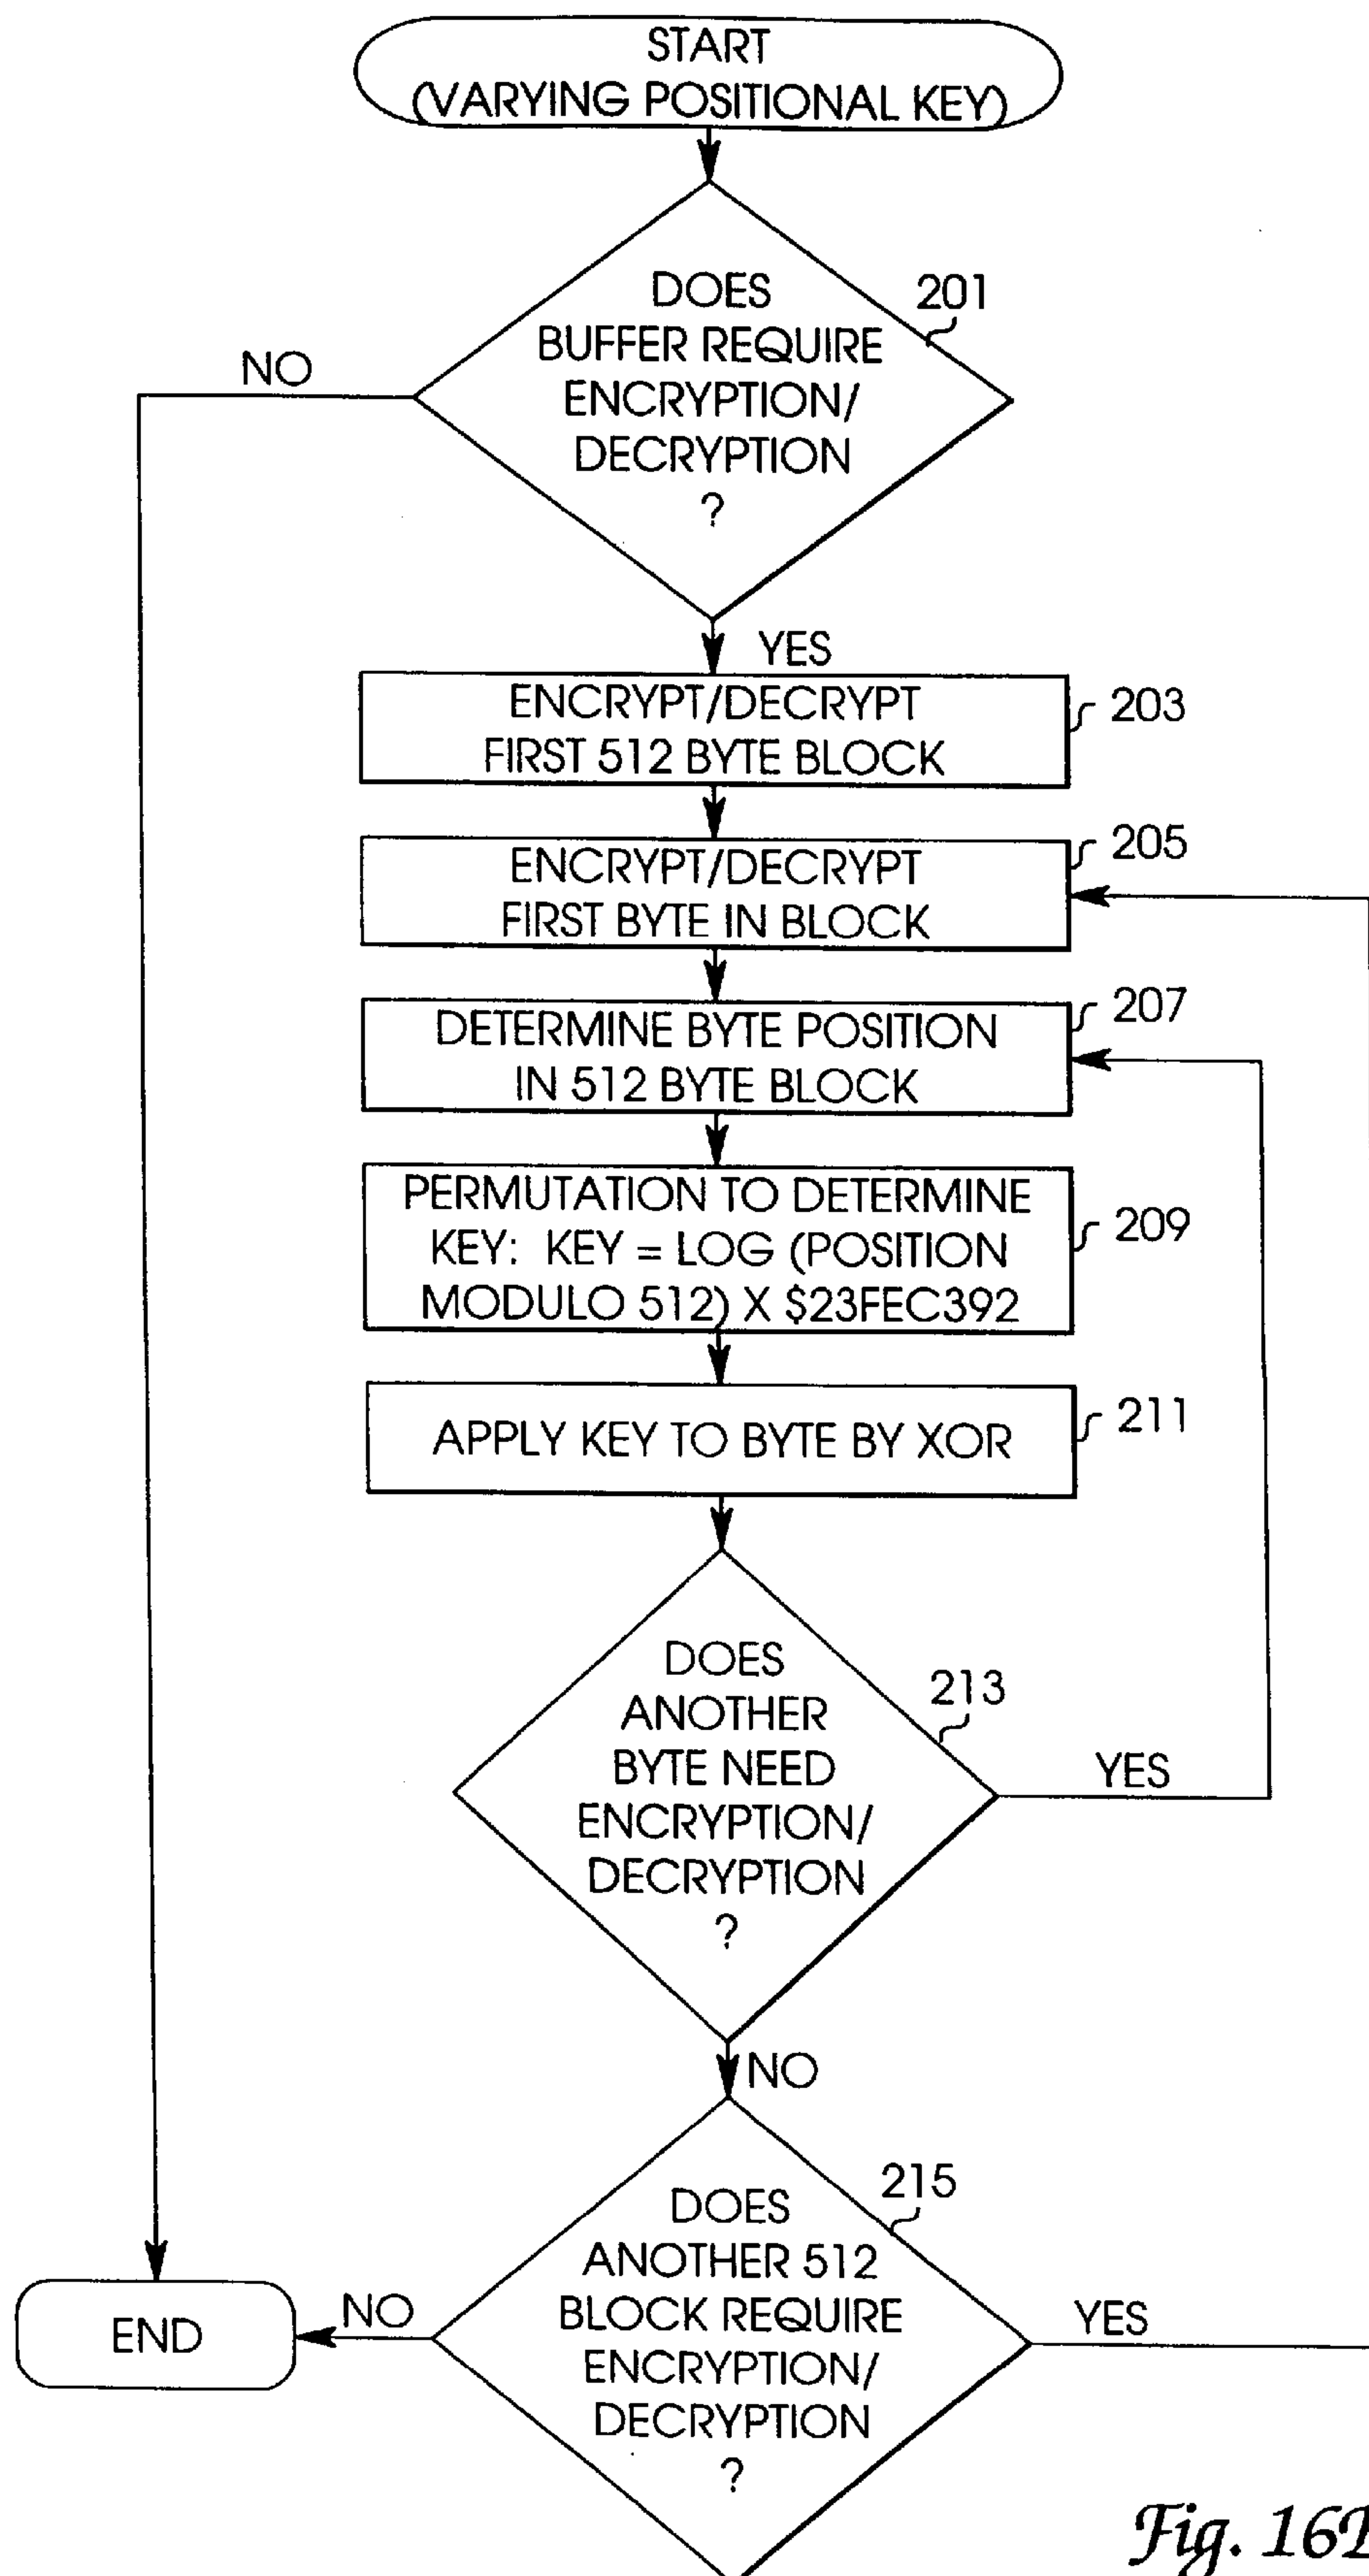 START
(VARYING POSITIONAL KEY)
DOES
BUFFER REQUIRE
ENCRYPTION/
DECRYPTION
?
201
NO
YES
ENCRYPT/DECRYPT
FIRST 512 BYTE BLOCK
203
ENCRYPT/DECRYPT
FIRST BYTE IN BLOCK
205
DETERMINE BYTE POSITION
IN 512 BYTE BLOCK
207
PERMUTATION TO DETERMINE
KEY: KEY = LOG (POSITION
MODULO 512) X $23FEC392
209
APPLY KEY TO BYTE BY XOR
211
DOES
ANOTHER
BYTE NEED
ENCRYPTION/
DECRYPTION
?
213
YES
NO
DOES
ANOTHER 512
BLOCK REQUIRE
ENCRYPTION/
DECRYPTION
?
215
YES
NO
END
Fig.